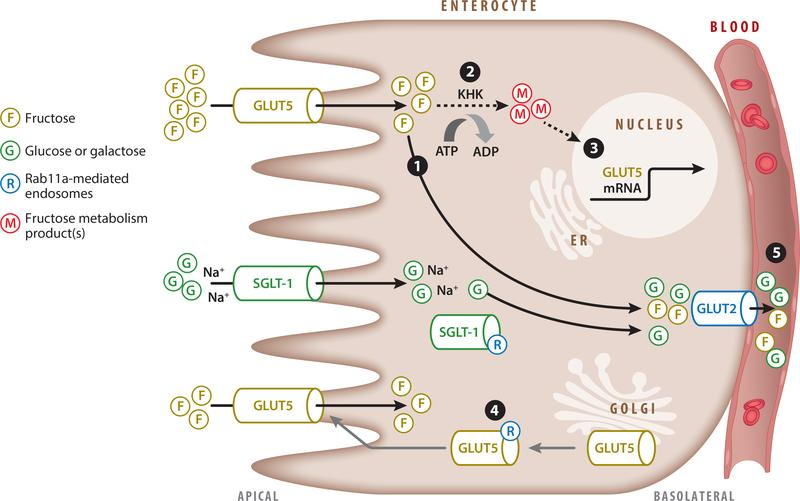 ENTEROCYTE
BLOOD
F
F
F
F
F
F
GLUT5
F
F
F
F
2
KHK
M
M
M
ATP
ADP
3
NUCLEUS
GLUT5
mRNA
1
ER
F Fructose
G Glucose or galactose
R Rab11a-mediated
endosomes
M Fructose metabolism
product(s)
G
G
G
Na⁺
Na⁺
SGLT-1
G
Na⁺
G
Na⁺
G
SGLT-1
R
G
G
F
F
G
GLUT2
5
G
G
F
F
G
F
F
F
GLUT5
F
F
F
4
R
GLUT5
GOLGI
GLUT5
APICAL
BASOLATERAL